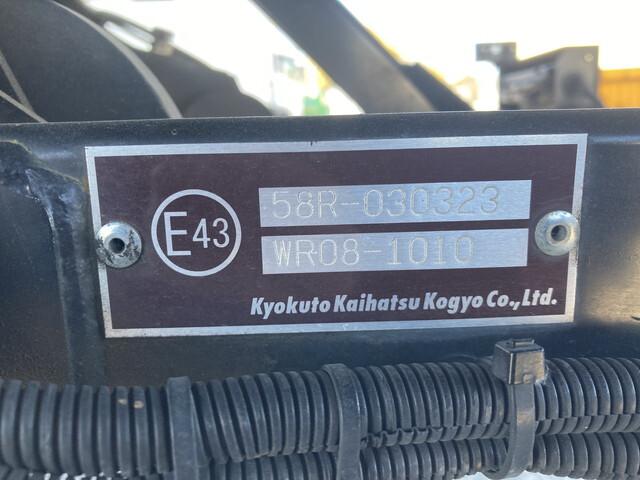 E43
58R-030323
WR08-1010
Kyokuto Kaihatsu Kogyo Co., Ltd.